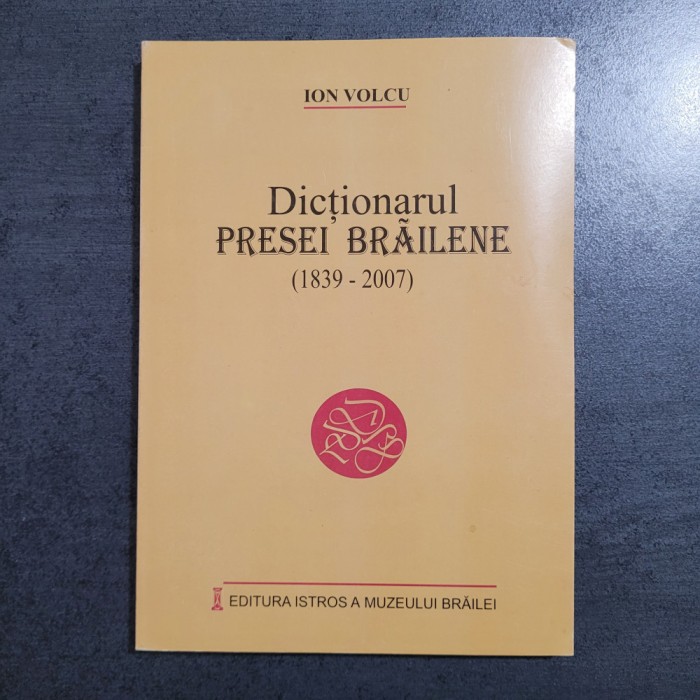 ION VOLCU
Dicționarul
PRESEI BRÃILENE
(1839 - 2007)
EDITURA ISTROS A MUZEULUI BRĂILEI